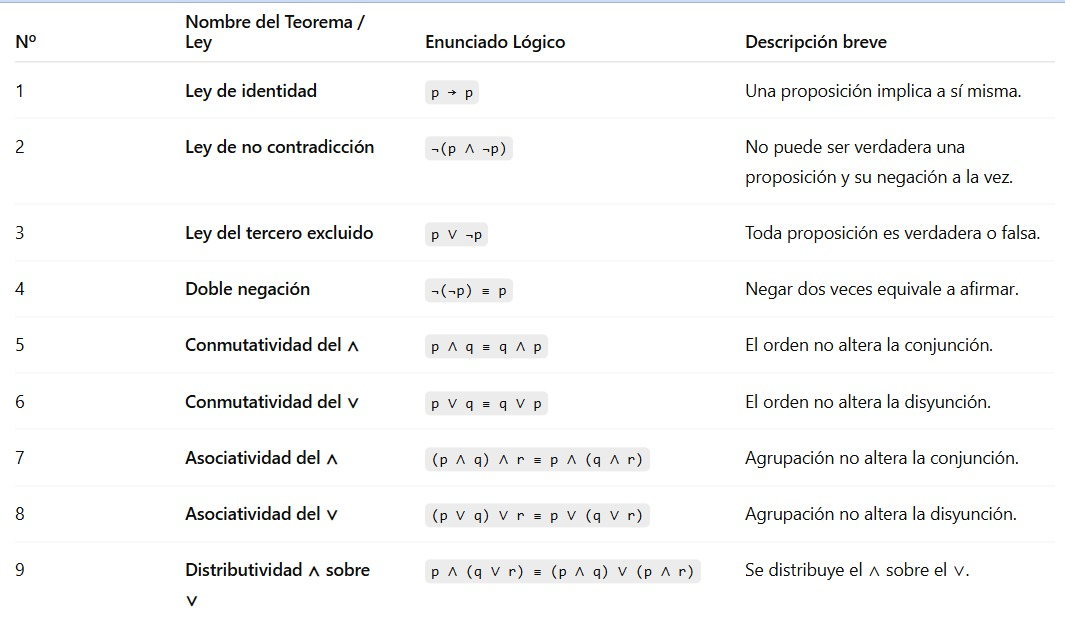 Nº Nombre del Teorema / Ley Enunciado Lógico Descripción breve
1 Ley de identidad p → p Una proposición implica a sí misma.
2 Ley de no contradicción ¬(p ∧ ¬p) No puede ser verdadera una
proposición y su negación a la vez.
3 Ley del tercero excluido p ∨ ¬p Toda proposición es verdadera o falsa.
4 Doble negación ¬(¬p) ≡ p Negar dos veces equivale a afirmar.
5 Conmutatividad del ∧ p ∧ q ≡ q ∧ p El orden no altera la conjunción.
6 Conmutatividad del ∨ p ∨ q ≡ q ∨ p El orden no altera la disyunción.
7 Asociatividad del ∧ (p ∧ q) ∧ r ≡ p ∧ (q ∧ r) Agrupación no altera la conjunción.
8 Asociatividad del ∨ (p ∨ q) ∨ r ≡ p ∨ (q ∨ r) Agrupación no altera la disyunción.
9 Distributividad ∧ sobre ∨ p ∧ (q ∨ r) ≡ (p ∧ q) ∨ (p ∧ r) Se distribuye el ∧ sobre el ∨.